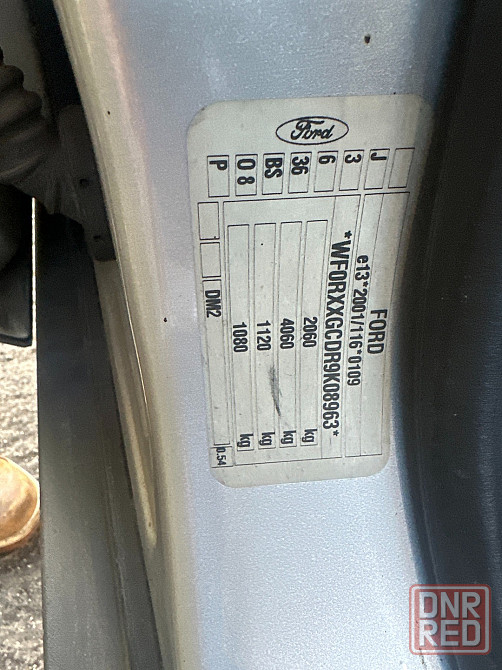 Ford
FORD
e13*2001/116*0109
*WF0RXXGCDR9K08963*
2060 kg
4060 kg
1120 kg
1080 kg
DM2
0.54
J
3
6
36
BS
0 8
P
DNR
RED